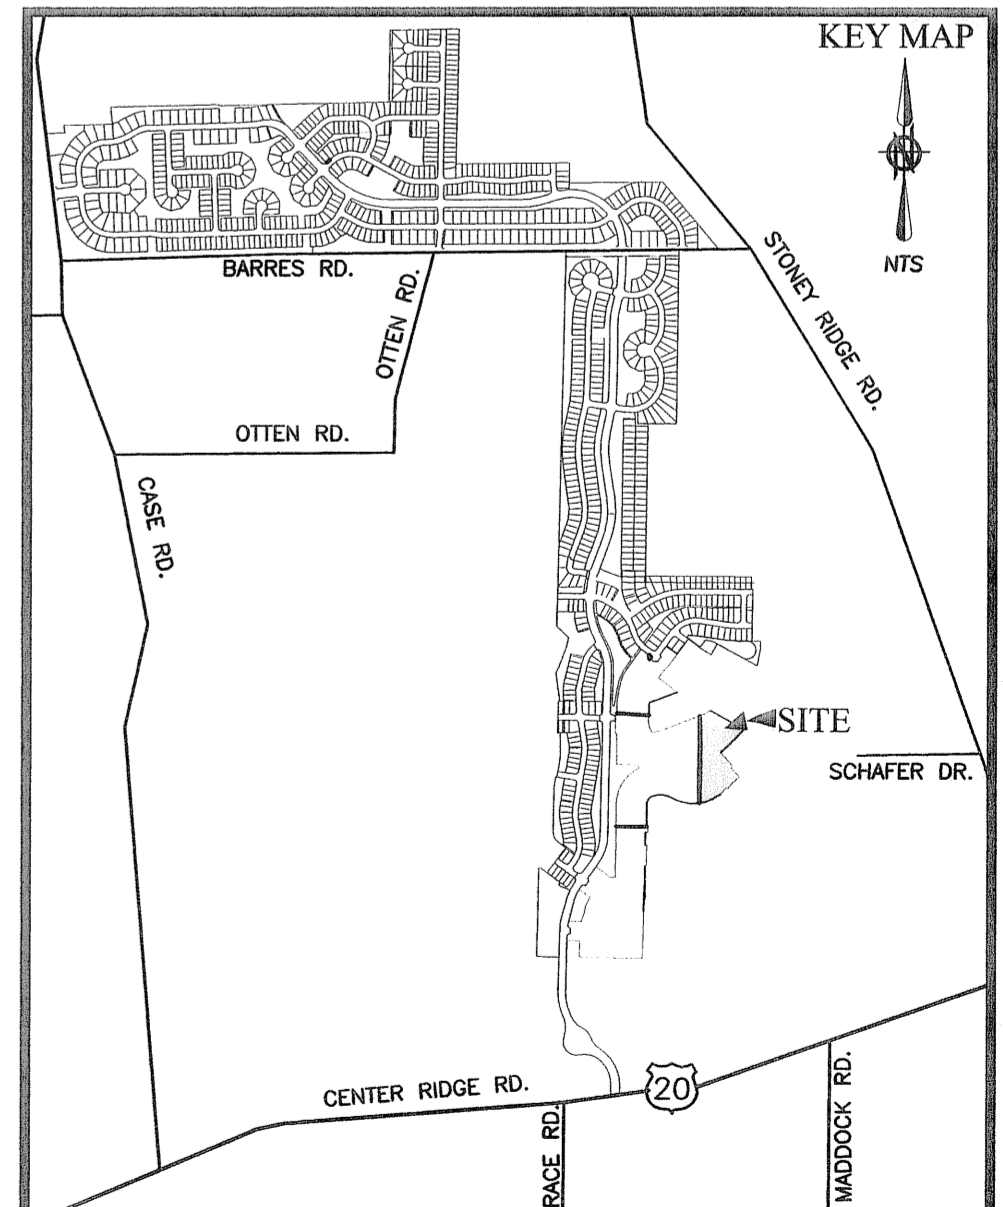 KEY MAP
N
NTS
BARRES RD.
OTTEN RD.
STONEY RIDGE RD.
OTTEN RD.
CASE RD.
SITE
SCHAFER DR.
CENTER RIDGE RD.
20
RACE RD.
MADDOCK RD.